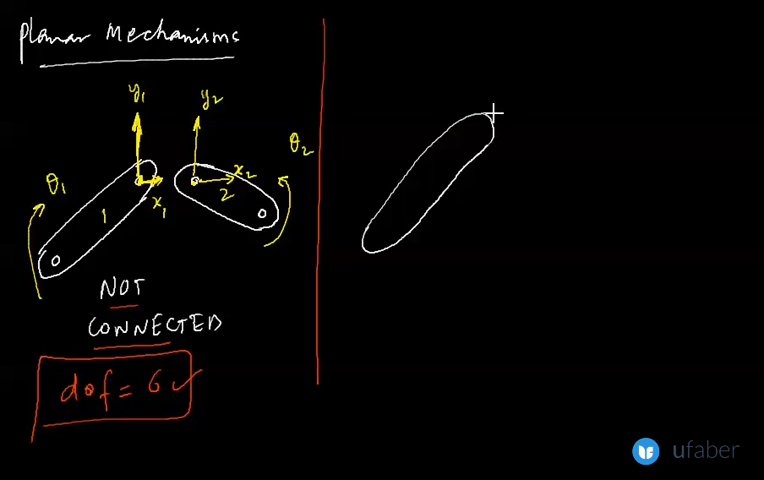 Planar Mechanisms
y1
y2
θ2
θ1
x2
1
x1
2
NOT
CONNECTED
dof = 6 ✓
ufaber